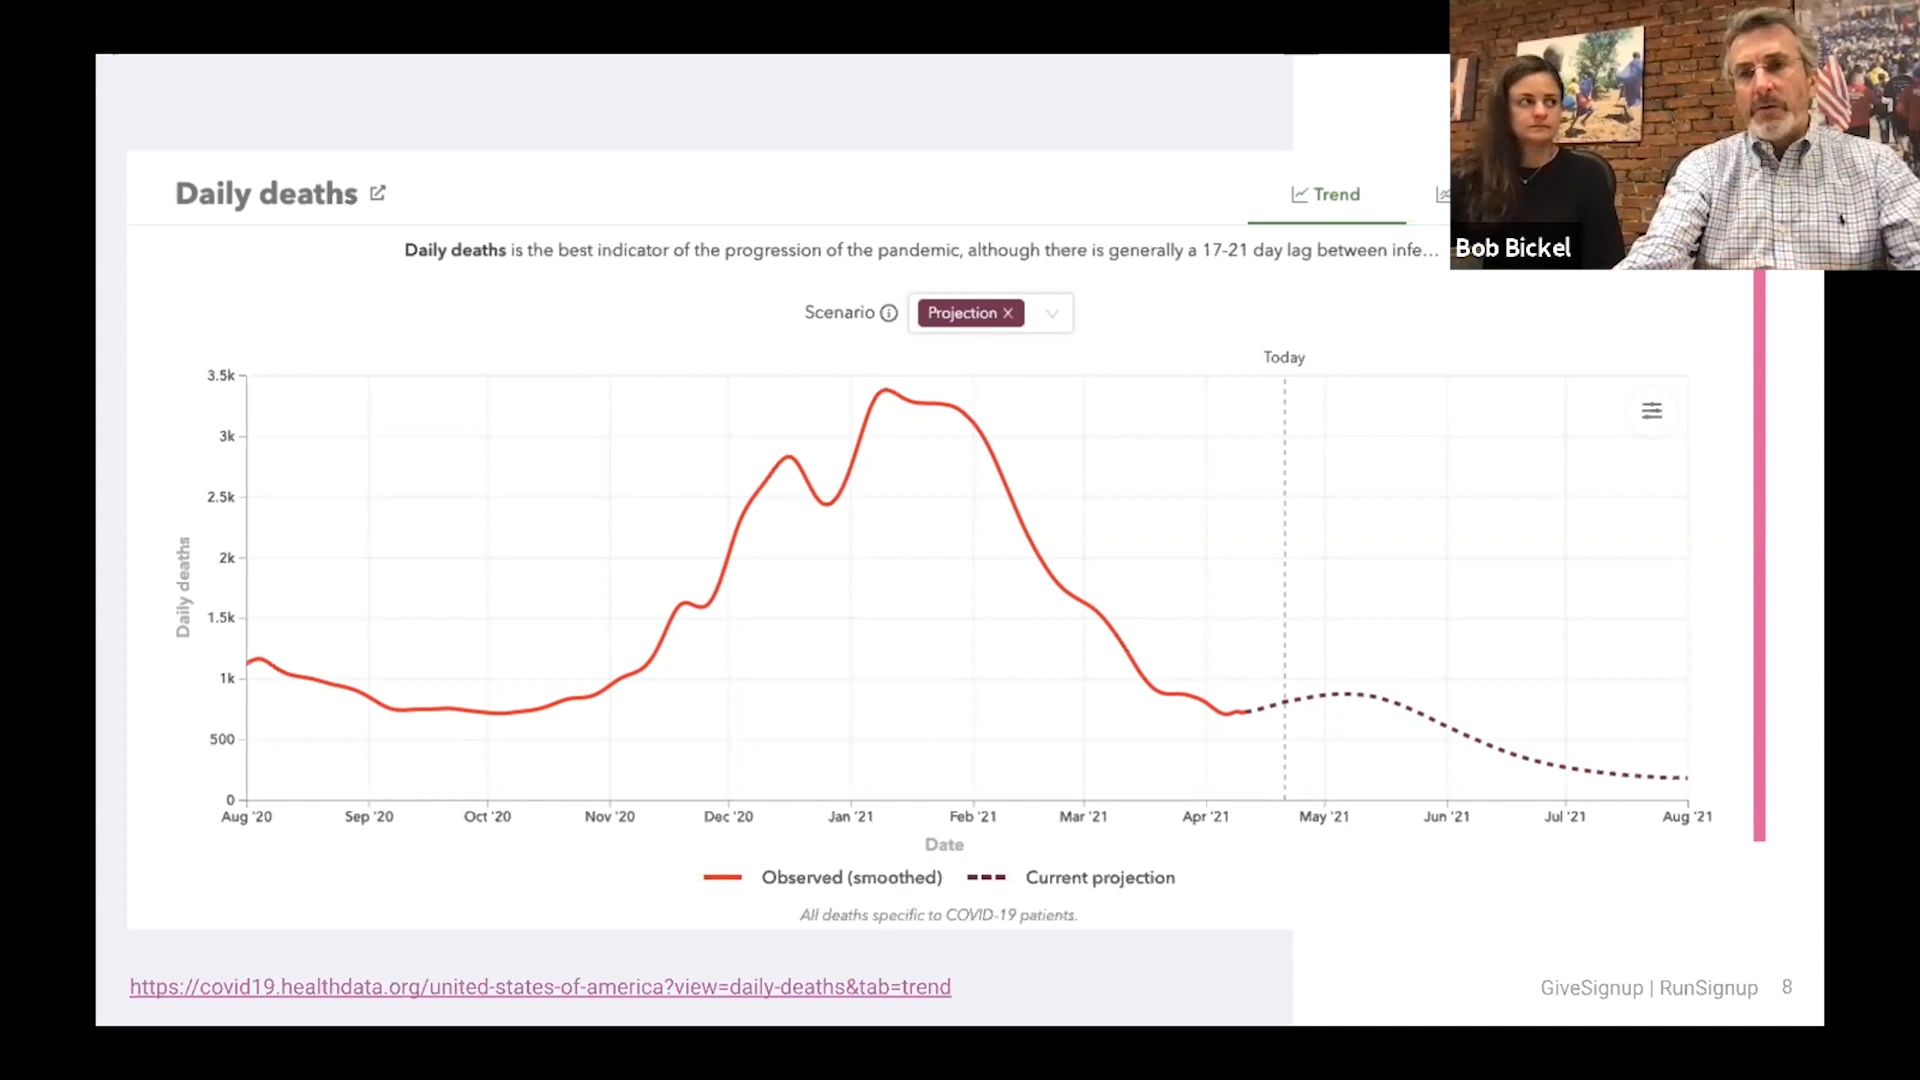 Daily deaths
Trend
Bob Bickel
Daily deaths is the best indicator of the progression of the pandemic, although there is generally a 17-21 day lag between infe...
Scenario
Projection X
Today
3.5k
3k
2.5k
2k
1.5k
1k
500
0
Daily deaths
Aug '20 Sep '20 Oct '20 Nov '20 Dec '20 Jan '21 Feb '21 Mar '21 Apr '21 May '21 Jun '21 Jul '21 Aug '21
Date
Observed (smoothed) Current projection
All deaths specific to COVID-19 patients.
https://covid19.healthdata.org/united-states-of-america?view=daily-deaths&tab=trend
GiveSignup | RunSignup 8